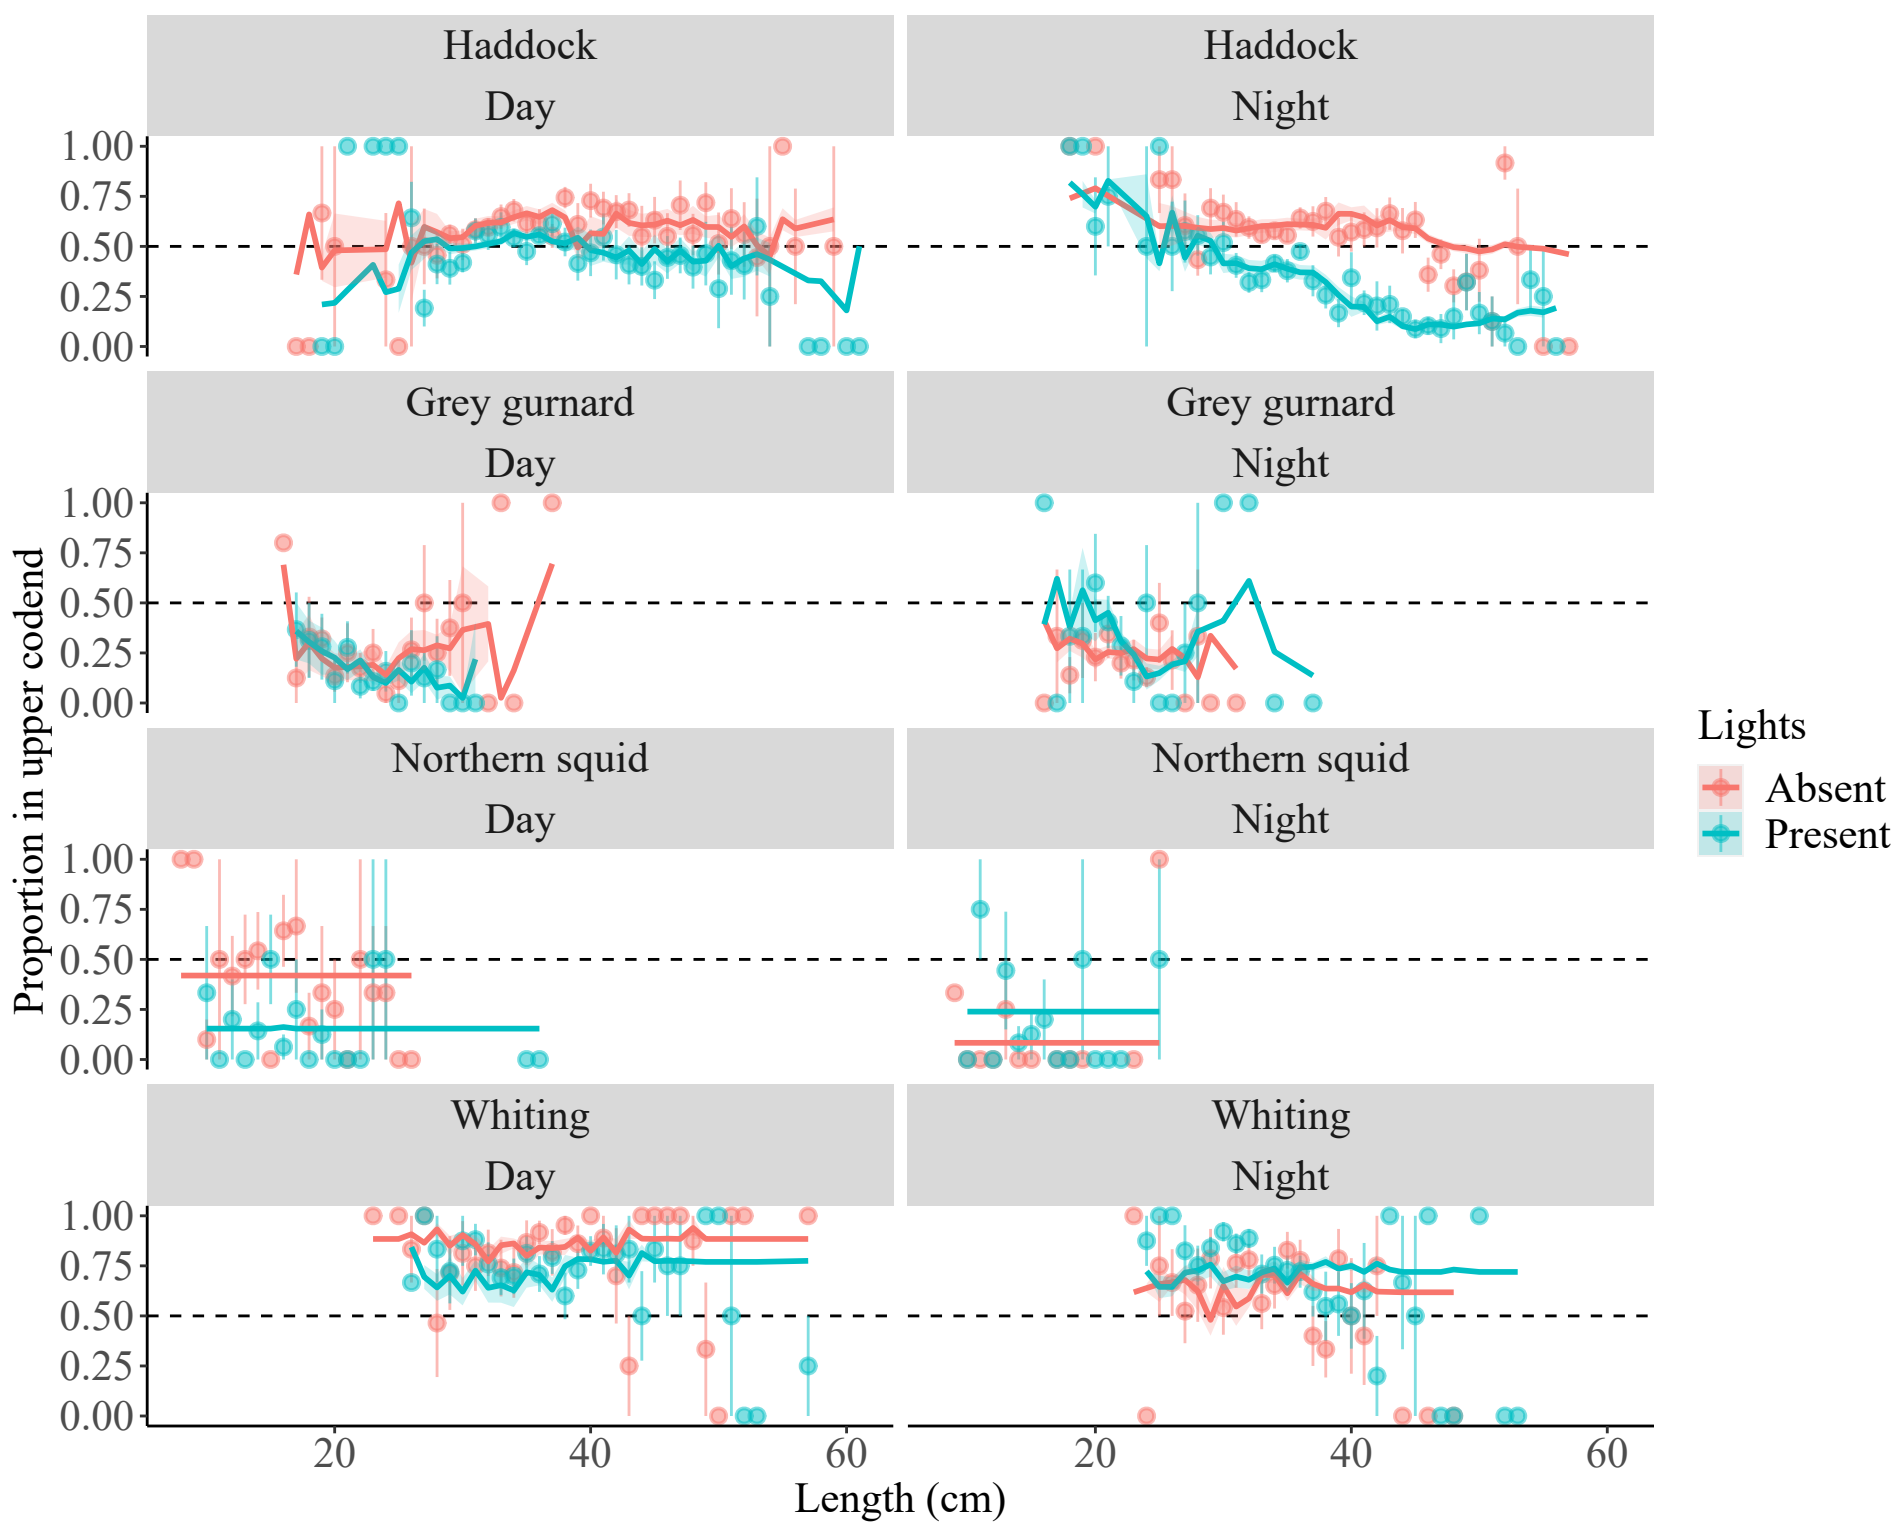 Haddock
Day
Haddock
Night
1.00
0.75
0.50
0.25
0.00
Grey gurnard
Day
Grey gurnard
Night
1.00
0.75
0.50
0.25
0.00
Northern squid
Day
Northern squid
Night
1.00
0.75
0.50
0.25
0.00
Whiting
Day
Whiting
Night
1.00
0.75
0.50
0.25
0.00
20 40 60
20 40 60
Length (cm)
Proportion in upper codend
Lights
Absent
Present